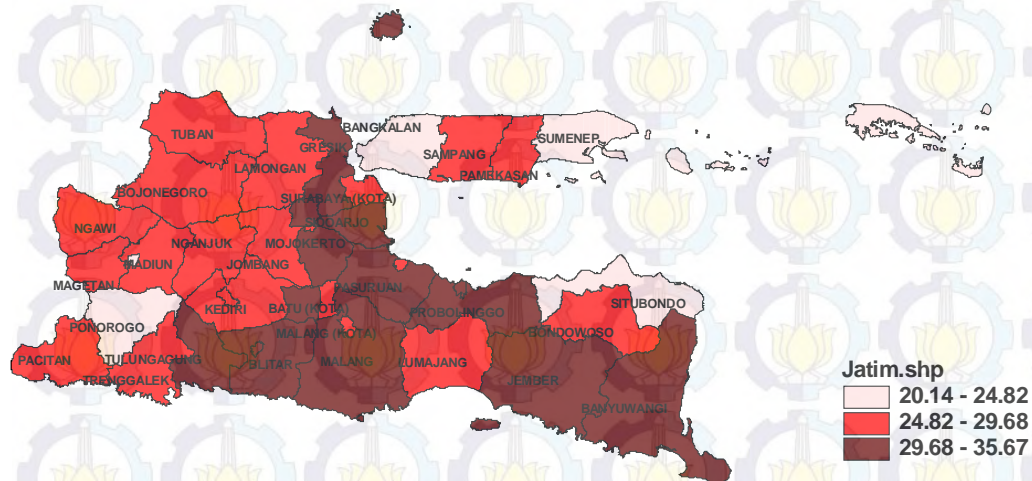 BANGKALAN
TUBAN
GRESIK
SUMENEP
SAMPANG
LAMONGAN
PAMEKASAN
BOJONEGORO
SURABAYA (KOTA)
SIDOARJO
NGAWI
NGANJUK
MOJOKERTO
MADIUN
JOMBANG
MAGETAN
PASURUAN
SITUBONDO
KEDIRI
BATU (KOTA)
PROBOLINGGO
PONOROGO
MALANG (KOTA)
BONDOWOSO
PACITAN
TULUNGAGUNG
BLITAR
MALANG
LUMAJANG
TRENGGALEK
JEMBER
BANYUWANGI
Jatim.shp
20.14 - 24.82
24.82 - 29.68
29.68 - 35.67